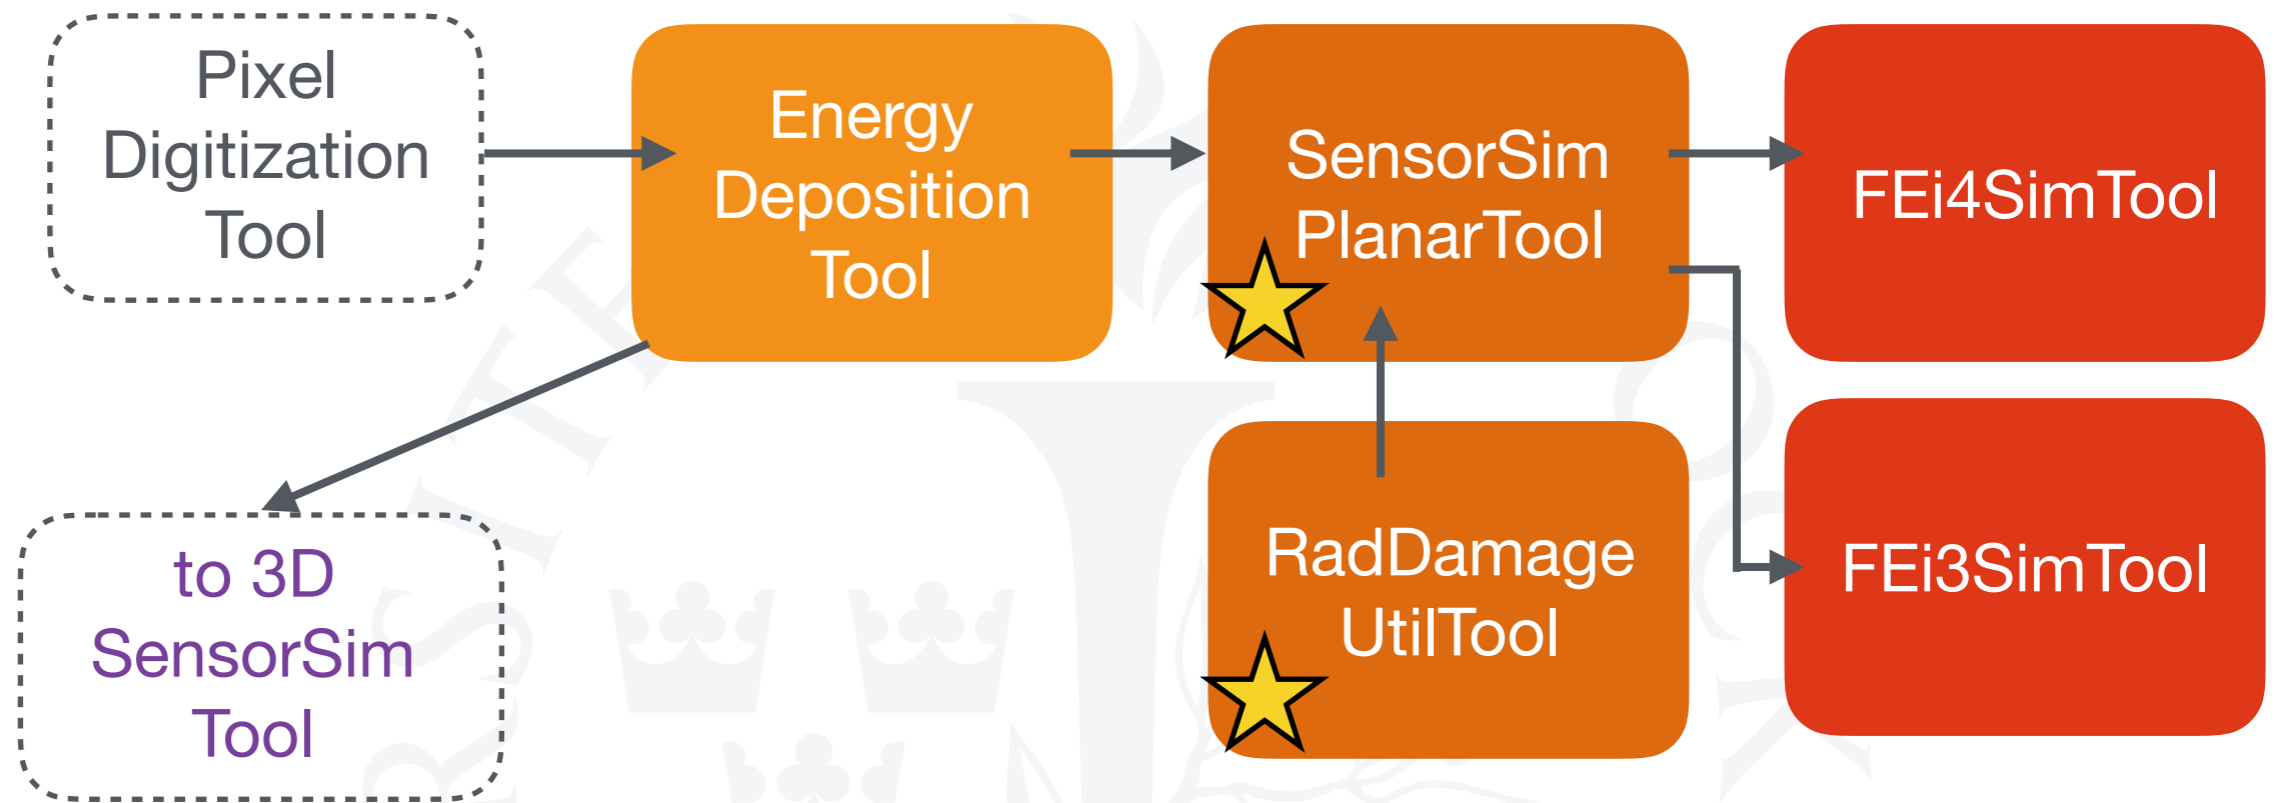 Pixel
Digitization
Tool
Energy
Deposition
Tool
SensorSim
PlanarTool
FEi4SimTool
to 3D
SensorSim
Tool
RadDamage
UtilTool
FEi3SimTool